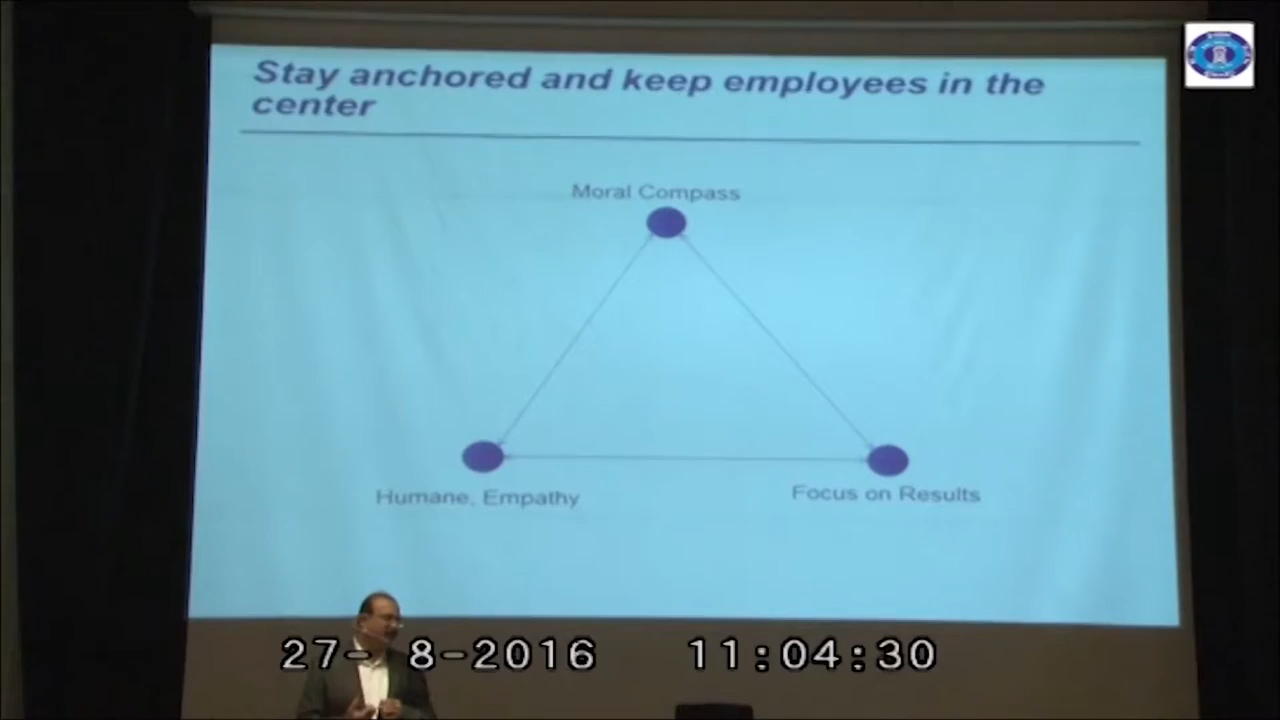 Stay anchored and keep employees in the
center
Moral Compass
Humane, Empathy
Focus on Results
27- 8-2016 11:04:30